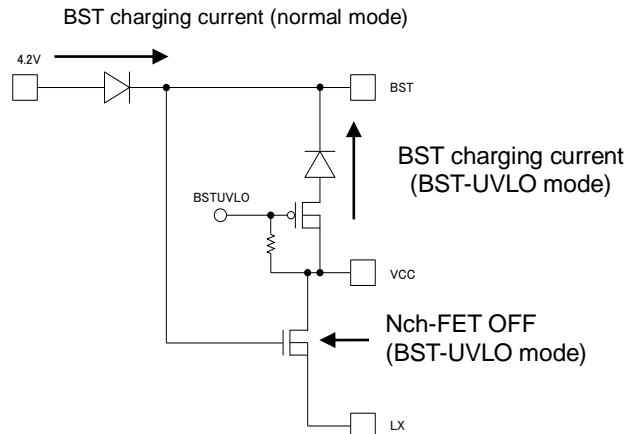 BST charging current (normal mode)
4.2V
BST
BST charging current
(BST-UVLO mode)
BSTUVLO
VCC
Nch-FET OFF
(BST-UVLO mode)
LX